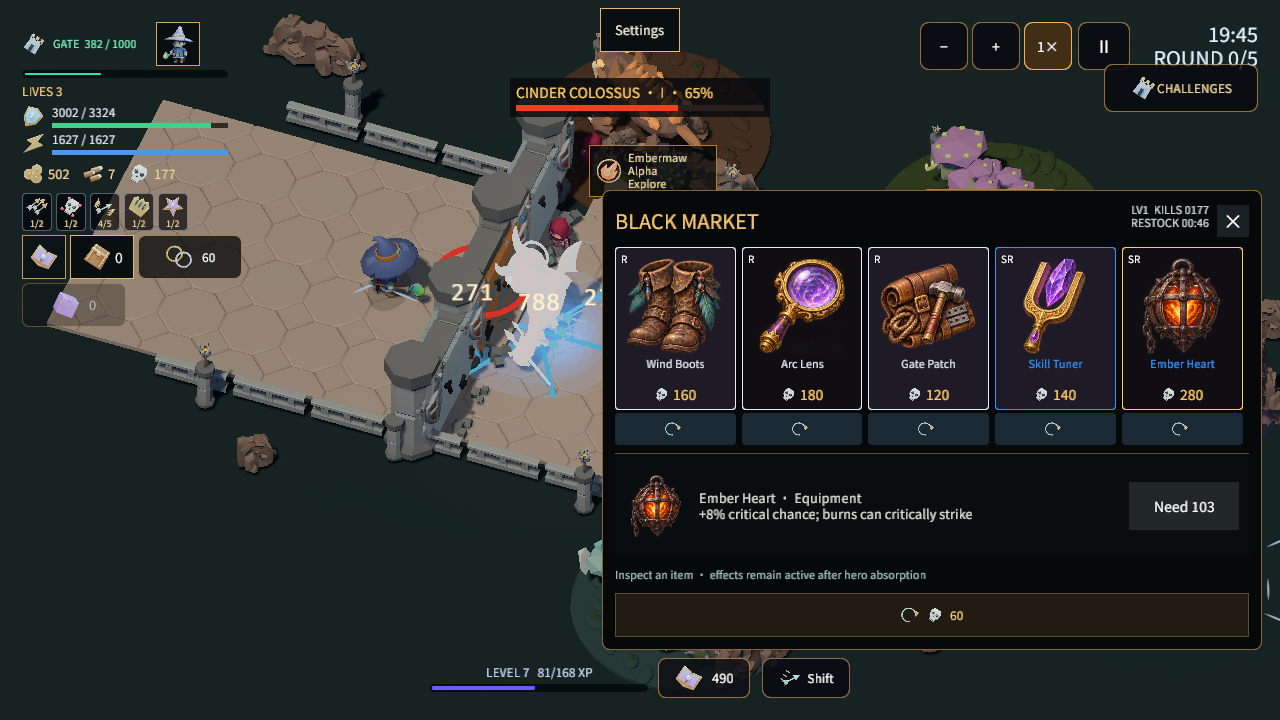 GATE 382 / 1000
LIVES 3
3002 / 3324
1627 / 1627
502
7
177
1/2
1/2
4/5
1/2
1/2
0
60
0
Settings
CINDER COLOSSUS • I • 65%
Embermaw
Alpha
Explore
−
+
1×
19:45
ROUND 0/5
CHALLENGES
271
788
BLACK MARKET
LV1 KILLS 0177
RESTOCK 00:46
R
Wind Boots
160
R
Arc Lens
180
R
Gate Patch
120
SR
Skill Tuner
140
SR
Ember Heart
280
Ember Heart • Equipment
+8% critical chance; burns can critically strike
Need 103
Inspect an item • effects remain active after hero absorption
60
LEVEL 7 81/168 XP
490
Shift